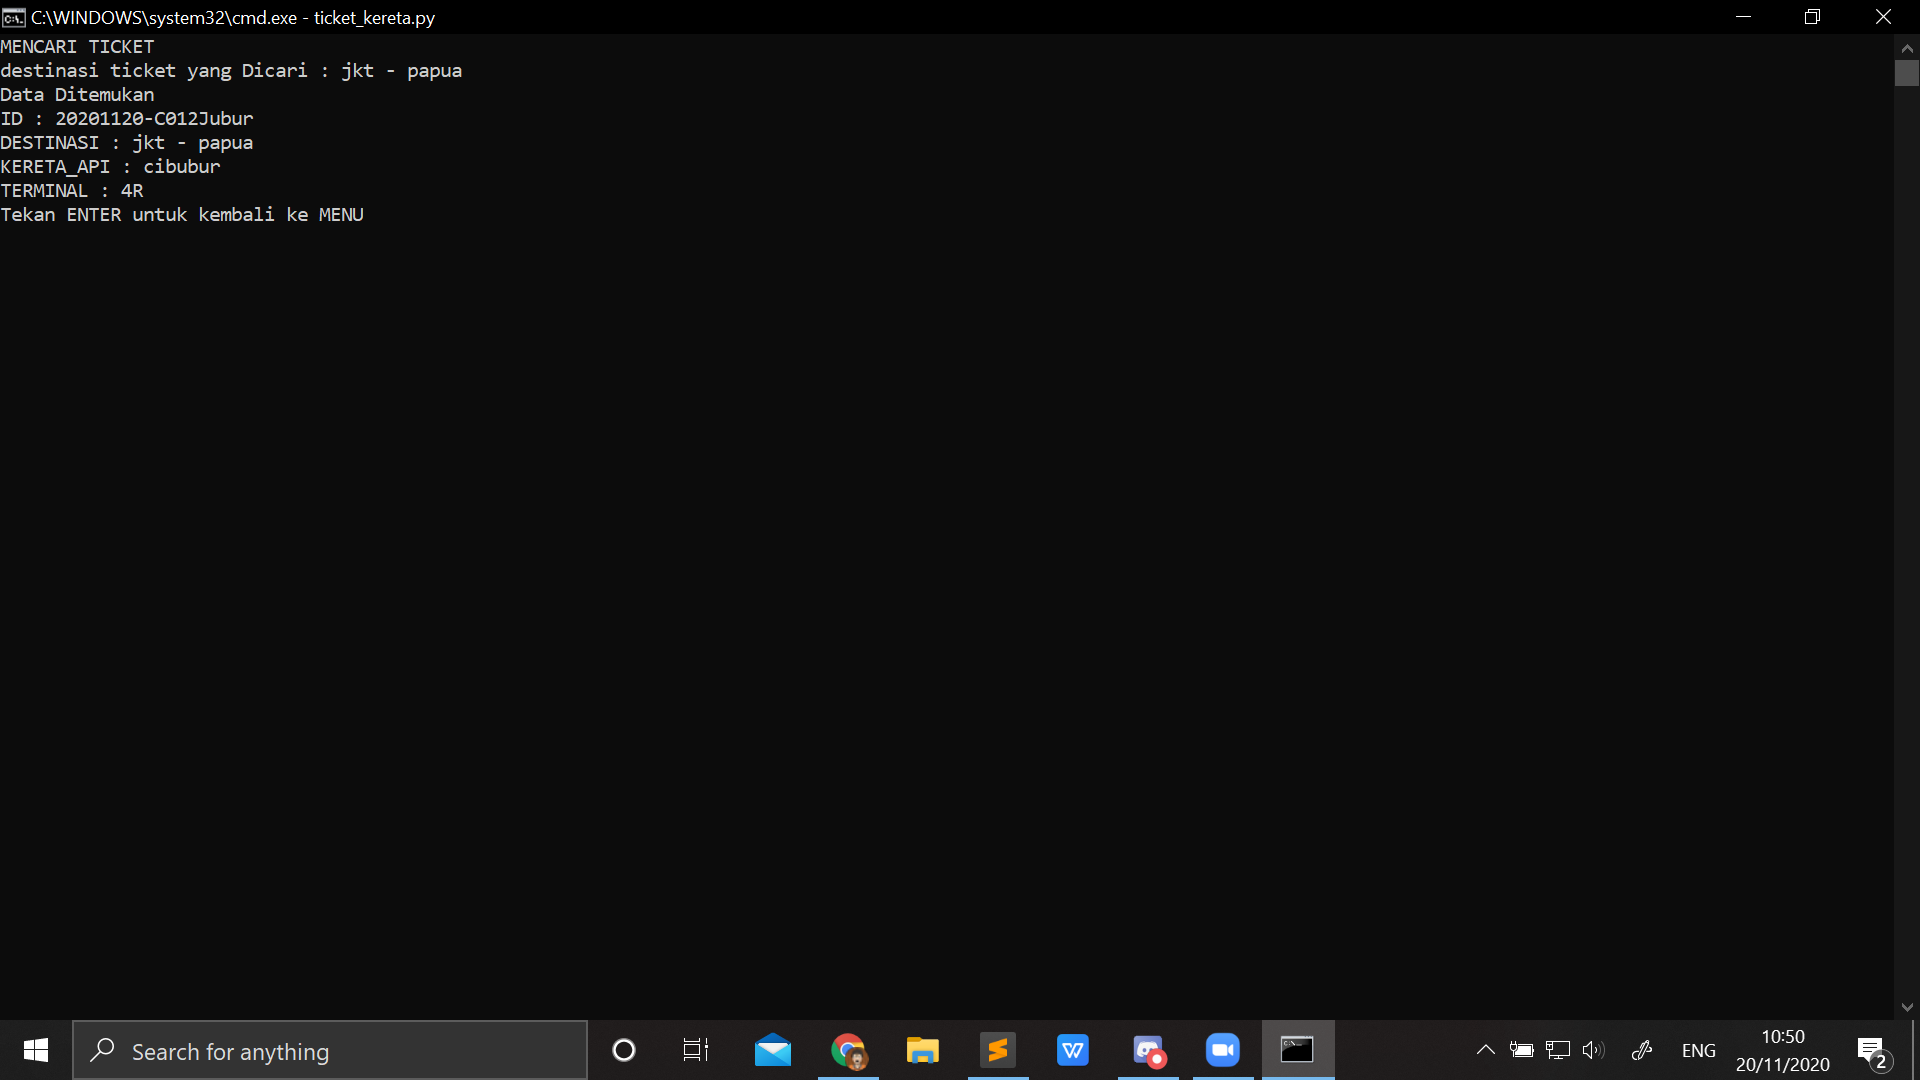 C:\WINDOWS\system32\cmd.exe - ticket_kereta.py
MENCARI TICKET
destinasi ticket yang Dicari : jkt - papua
Data Ditemukan
ID : 20201120-C012Jubur
DESTINASI : jkt - papua
KERETA_API : cibubur
TERMINAL : 4R
Tekan ENTER untuk kembali ke MENU
Search for anything
ENG
10:50
20/11/2020
2